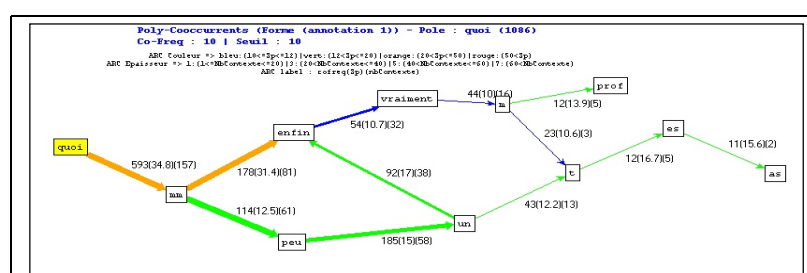 Poly-Cooccurrents (Forme (annotation 1)) - Pole : quoi (1086)
Co-Freq : 10 | Seuil : 10
ARC Couleur => bleu:(10<=Sp<=12)|vert:(12<Sp<=20)|orange:(20<Sp<=50)|rouge:(50<Sp)
ARC Epaisseur => 1:(1<=NbContexte<=20)|3:(20<NbContexte<=40)|5:(40<NbContexte<=60)|7:(60<NbContexte)
ARC label : cofreq(Sp)(nbContexte)
prof
44(10)(16)
vraiment
m
12(13.9)(5)
enfin
54(10.7)(32)
es
quoi
23(10.6)(3)
11(15.6)(2)
593(34.8)(157)
178(31.4)(81)
92(17)(38)
t
12(16.7)(5)
as
mm
114(12.5)(61)
43(12.2)(13)
un
peu
185(15)(58)